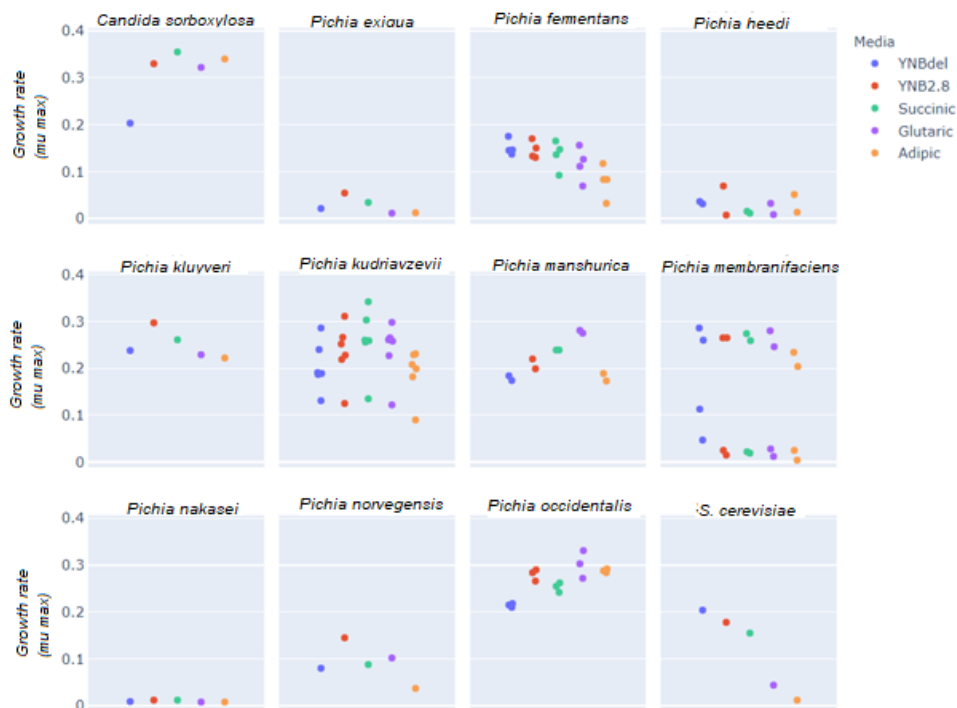 Candida sorboxylosa
Pichia exigua
Pichia fermentans
Pichia heedi
Media
YNBdel
YNB2.8
Succinic
Glutaric
Adipic
Growth rate
(mu max)
0.4
0.3
0.2
0.1
0
Pichia kluyveri
Pichia kudriavzevii
Pichia manshurica
Pichia membranifaciens
Growth rate
(mu max)
0.4
0.3
0.2
0.1
0
Pichia nakasei
Pichia norvegensis
Pichia occidentalis
S. cerevisiae
Growth rate
(mu max)
0.4
0.3
0.2
0.1
0